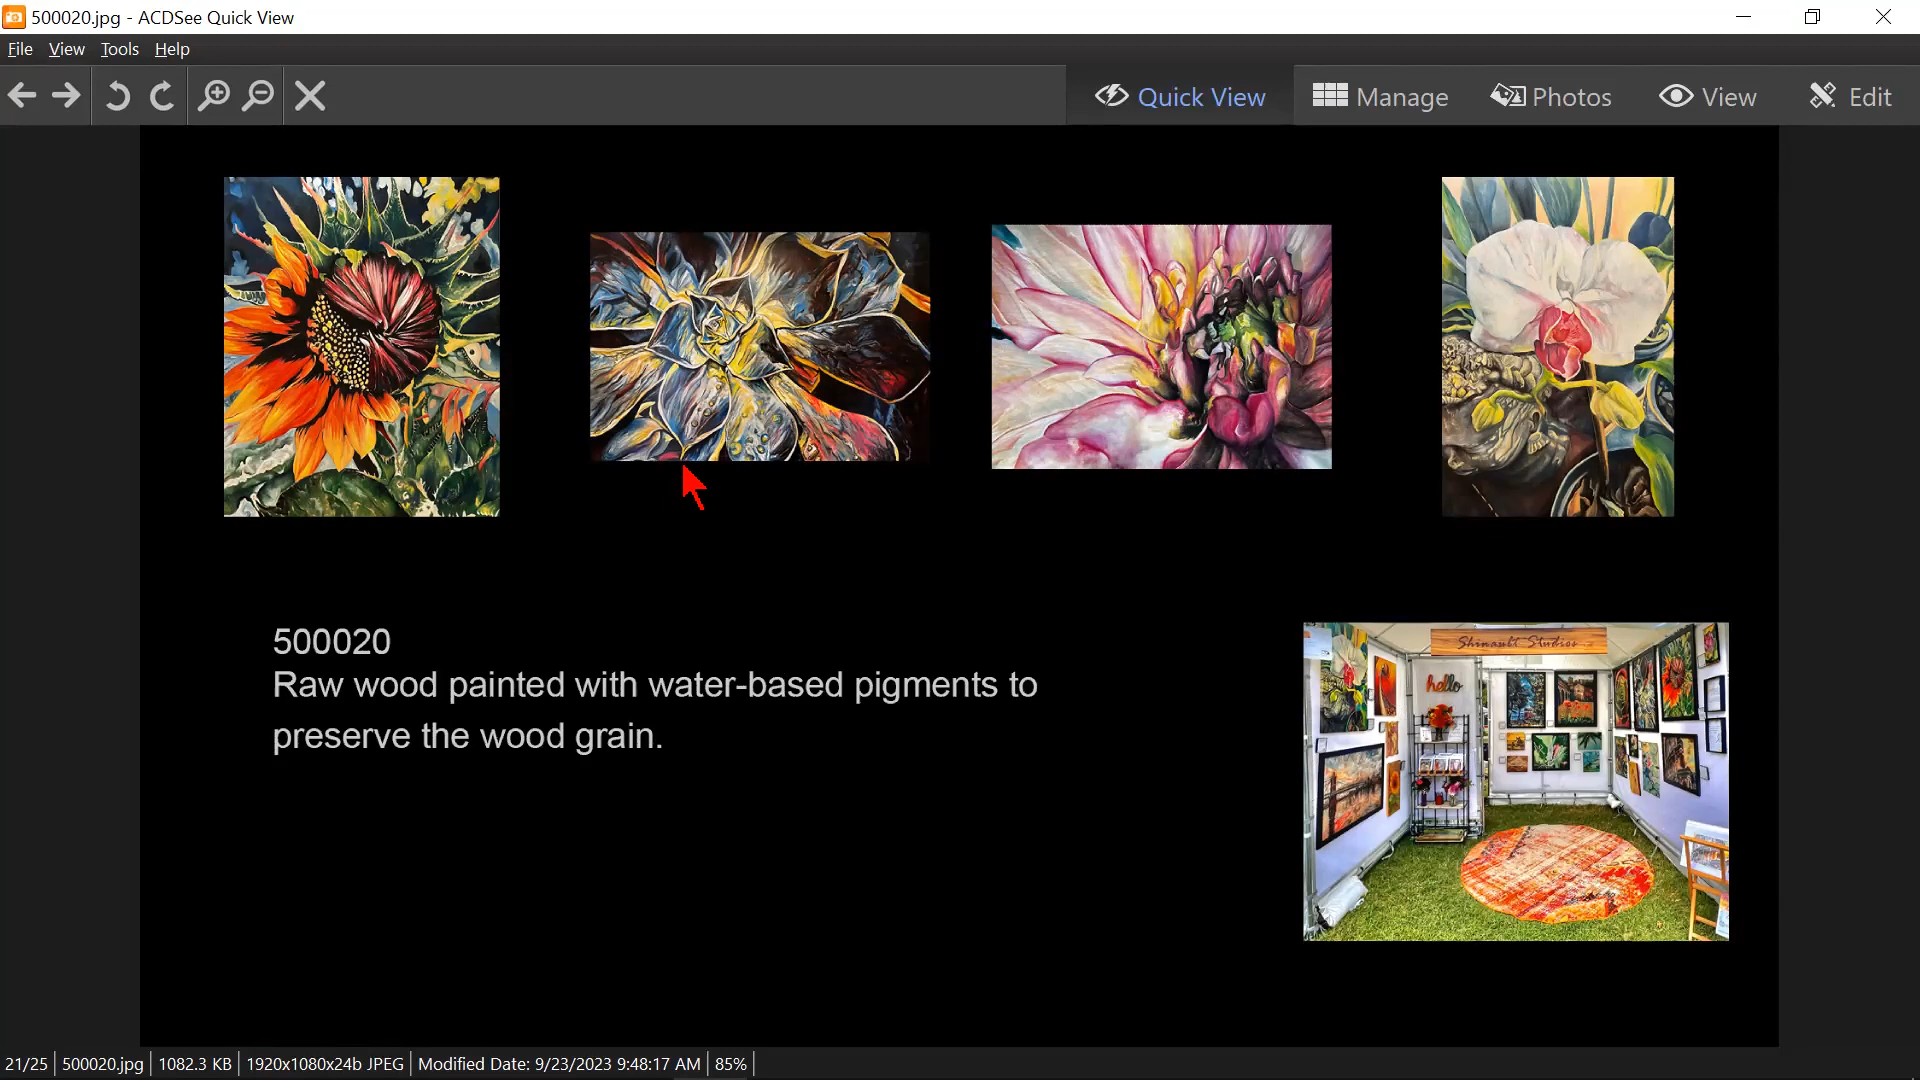 500020.jpg - ACDSee Quick View
File View Tools Help
Quick View Manage Photos View Edit
500020
Raw wood painted with water-based pigments to
preserve the wood grain.
Shinault Studios
hello
21/25 500020.jpg 1082.3 KB 1920x1080x24b JPEG Modified Date: 9/23/2023 9:48:17 AM 85%